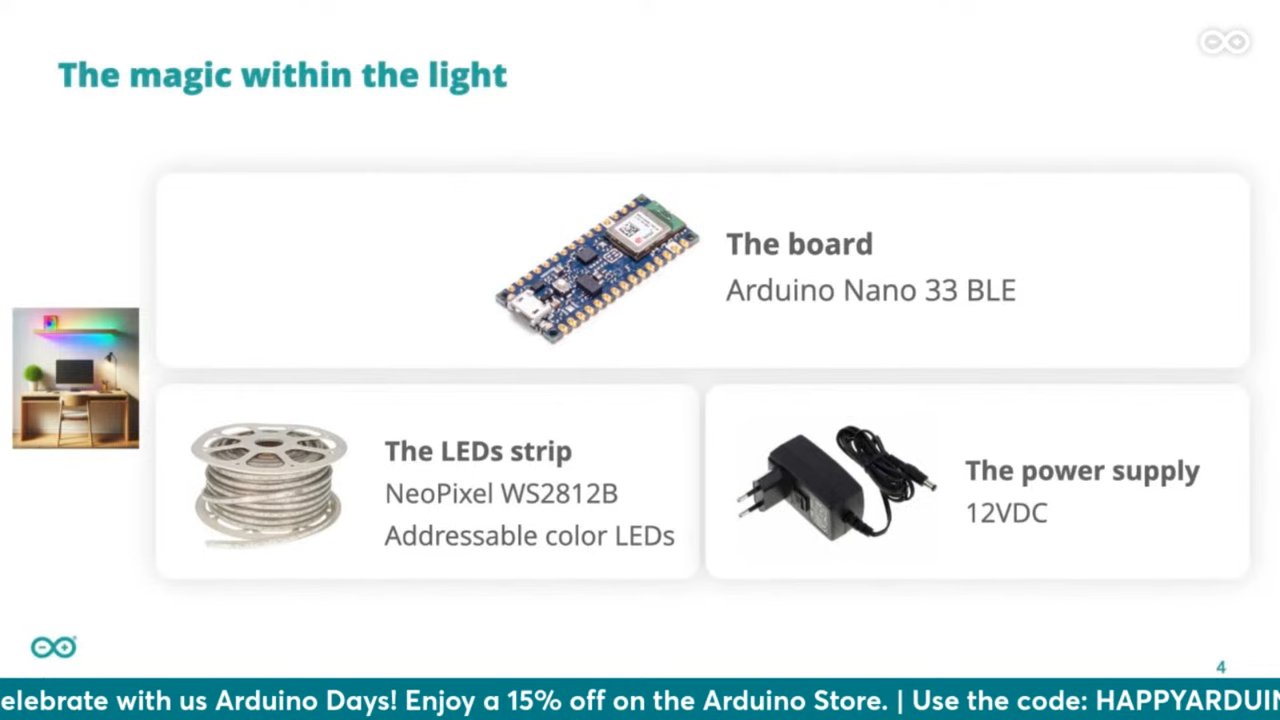 The magic within the light
The board
Arduino Nano 33 BLE
The LEDs strip
NeoPixel WS2812B
Addressable color LEDs
The power supply
12VDC
4
elebrate with us Arduino Days! Enjoy a 15% off on the Arduino Store. | Use the code: HAPPYARDUIN